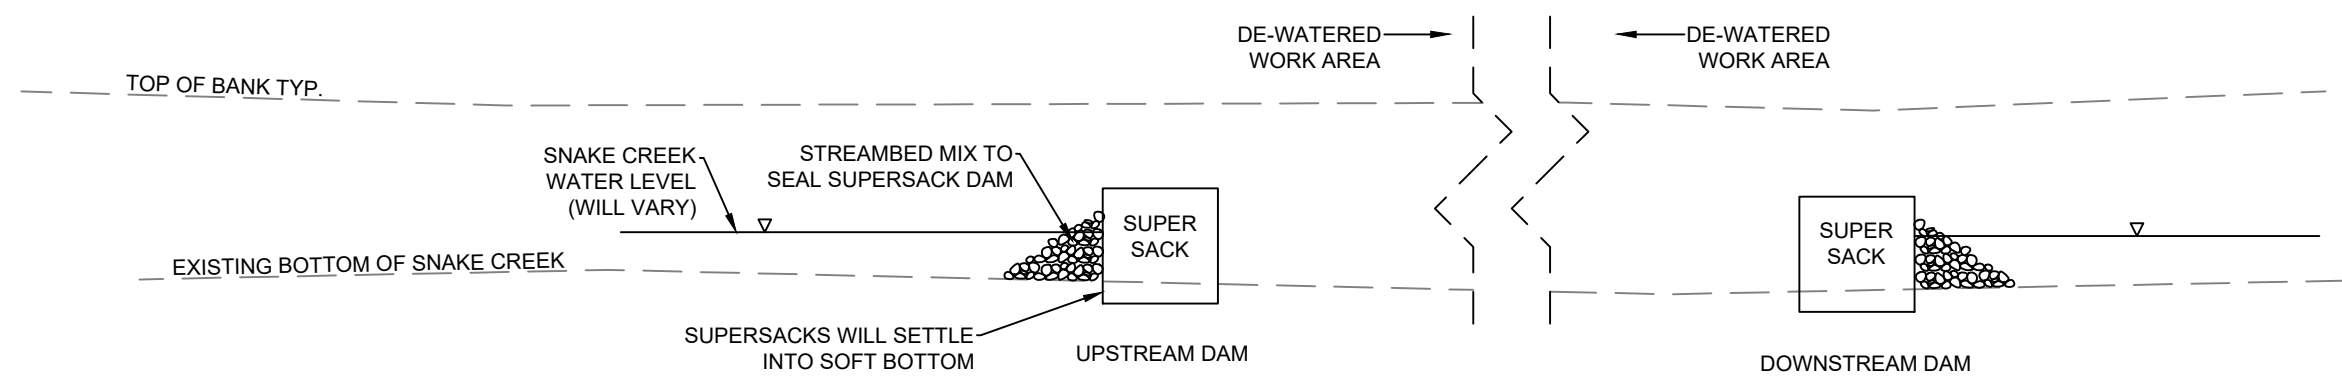 DE-WATERED
WORK AREA
DE-WATERED
WORK AREA
TOP OF BANK TYP.
SNAKE CREEK
WATER LEVEL
(WILL VARY)
STREAMBED MIX TO
SEAL SUPERSACK DAM
SUPER
SACK
SUPER
SACK
EXISTING BOTTOM OF SNAKE CREEK
SUPERSACKS WILL SETTLE
INTO SOFT BOTTOM
UPSTREAM DAM
DOWNSTREAM DAM